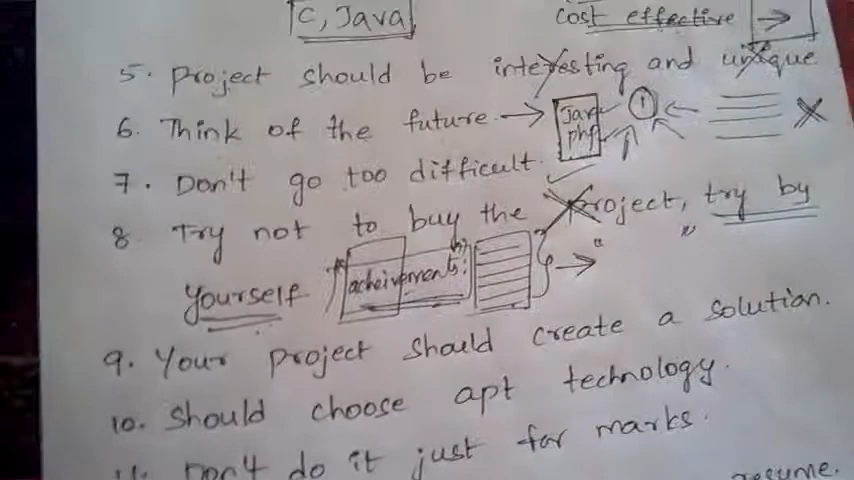 C, Java
cost effective →
5. Project should be interesting and unique
6. Think of the future → Java 1
php
7. Don't go too difficult.
8 Try not to buy the project, try by
yourself acheivements:
9. Your project should create a solution.
10. Should choose apt technology.
11. Don't do it just for marks.
resume.